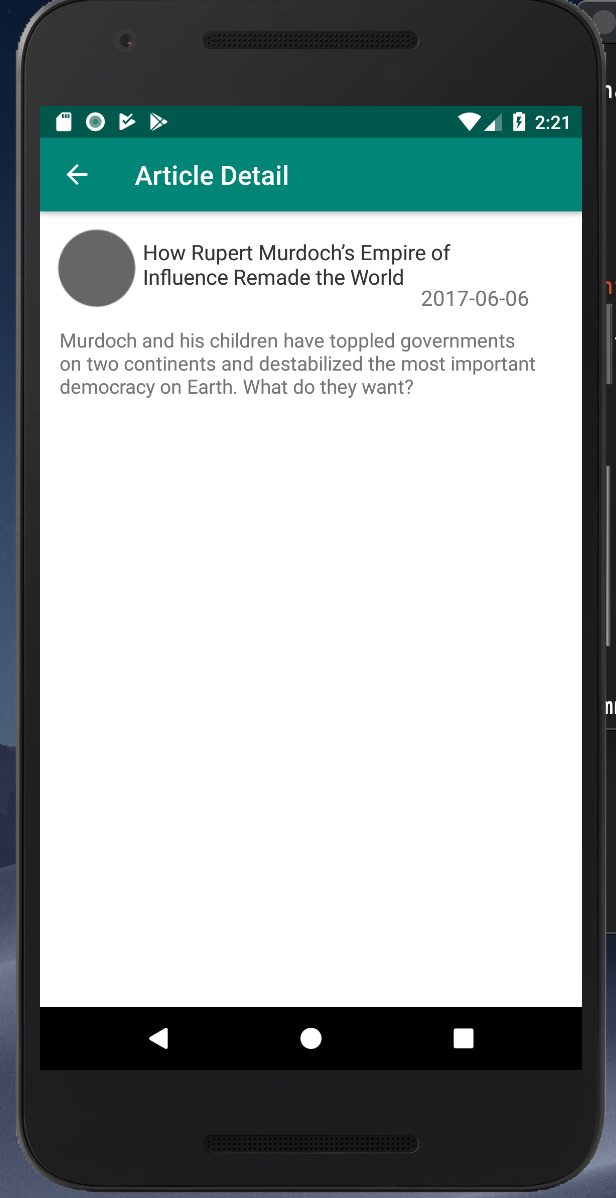 2:21
Article Detail
How Rupert Murdoch’s Empire of
Influence Remade the World
2017-06-06
Murdoch and his children have toppled governments
on two continents and destabilized the most important
democracy on Earth. What do they want?